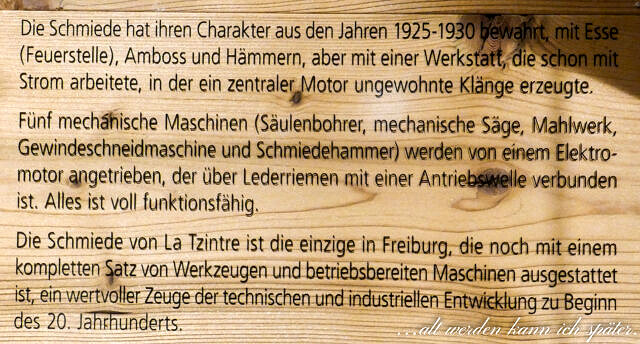 Die Schmiede hat ihren Charakter aus den Jahren 1925-1930 bewahrt, mit Esse
(Feuerstelle), Amboss und Hämmern, aber mit einer Werkstatt, die schon mit
Strom arbeitete, in der ein zentraler Motor ungewohnte Klänge erzeugte.
Fünf mechanische Maschinen (Säulenbohrer, mechanische Säge, Mahlwerk,
Gewindeschneidmaschine und Schmiedehammer) werden von einem Elektro-
motor angetrieben, der über Lederriemen mit einer Antriebswelle verbunden
ist. Alles ist voll funktionsfähig.
Die Schmiede von La Tzintre ist die einzige in Freiburg, die noch mit einem
kompletten Satz von Werkzeugen und betriebsbereiten Maschinen ausgestattet
ist, ein wertvoller Zeuge der technischen und industriellen Entwicklung zu Beginn
des 20. Jahrhunderts.
...alt werden kann ich später.